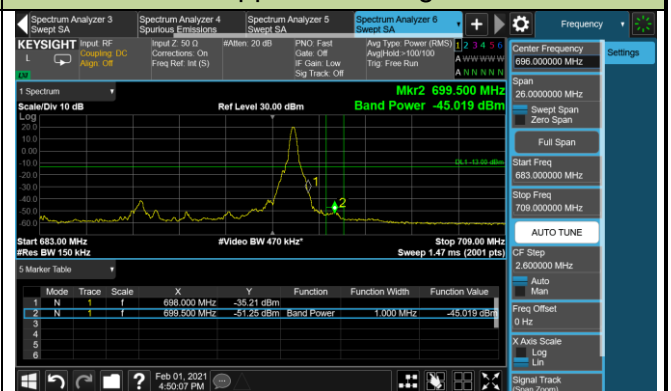 Spectrum Analyzer 3
Swept SA
Spectrum Analyzer 4
Spurious Emissions
Spectrum Analyzer 5
Swept SA
Spectrum Analyzer 6
Swept SA
Frequency
KEYSIGHT
Input: RF
Coupling: DC
Align: Off
Input Z: 50 Ω
Corrections: On
Freq Ref: Int (S)
#Atten: 20 dB
PNO: Fast
Gate: Off
IF Gain: Low
Sig Track: Off
Avg Type: Power (RMS)
Avg|Hold >100/100
Trig: Free Run
1 2 3 4 5 6
A W W W W W
A N N N N N
L
Center Frequency
696.000000 MHz
Settings
Span
26.0000000 MHz
Swept Span
Zero Span
Full Span
Start Freq
683.000000 MHz
Stop Freq
709.000000 MHz
AUTO TUNE
CF Step
2.600000 MHz
Auto
Man
Freq Offset
0 Hz
X Axis Scale
Log
Lin
Signal Track
(Span Zoom)
1 Spectrum
Scale/Div 10 dB
Ref Level 30.00 dBm
Mkr2 699.500 MHz
Band Power -45.019 dBm
Log
20.0
10.0
0.00
-10.0
-20.0
-30.0
-40.0
-50.0
-60.0
DL1 -13.00 dBm
1
2
Start 683.00 MHz
#Res BW 150 kHz
#Video BW 470 kHz*
Stop 709.00 MHz
Sweep 1.47 ms (2001 pts)
5 Marker Table
Mode Trace Scale X Y Function Function Width Function Value
1 N 1 f 698.000 MHz -35.21 dBm
2 N 1 f 699.500 MHz -51.25 dBm Band Power 1.000 MHz -45.019 dBm
3
4
5
6
Feb 01, 2021
4:50:07 PM